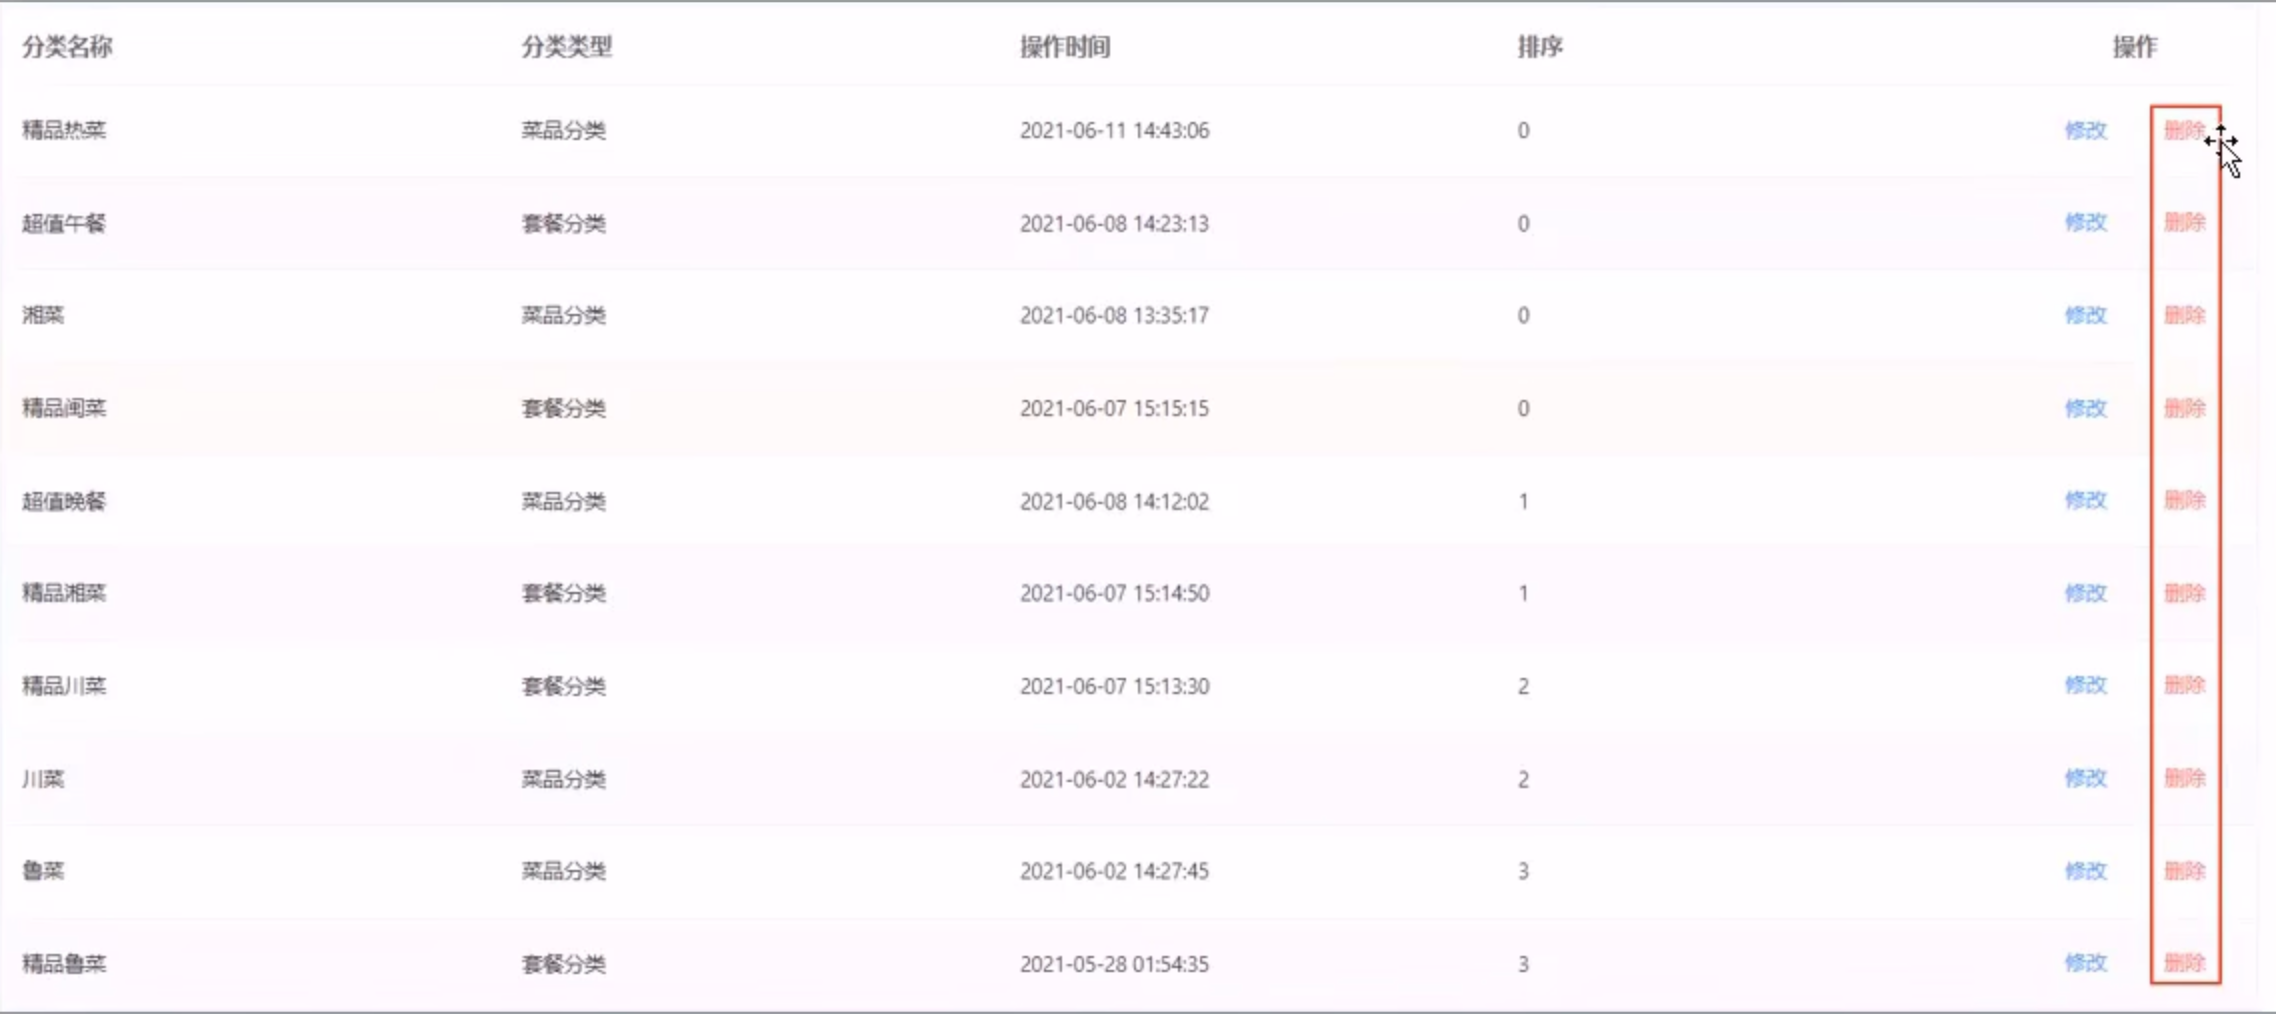 分类名称 分类类型 操作时间 排序 操作
精品热菜 菜品分类 2021-06-11 14:43:06 0 修改 删除
超值午餐 套餐分类 2021-06-08 14:23:13 0 修改 删除
湘菜 菜品分类 2021-06-08 13:35:17 0 修改 删除
精品闽菜 套餐分类 2021-06-07 15:15:15 0 修改 删除
超值晚餐 菜品分类 2021-06-08 14:12:02 1 修改 删除
精品湘菜 套餐分类 2021-06-07 15:14:50 1 修改 删除
精品川菜 套餐分类 2021-06-07 15:13:30 2 修改 删除
川菜 菜品分类 2021-06-02 14:27:22 2 修改 删除
鲁菜 菜品分类 2021-06-02 14:27:45 3 修改 删除
精品鲁菜 套餐分类 2021-05-28 01:54:35 3 修改 删除